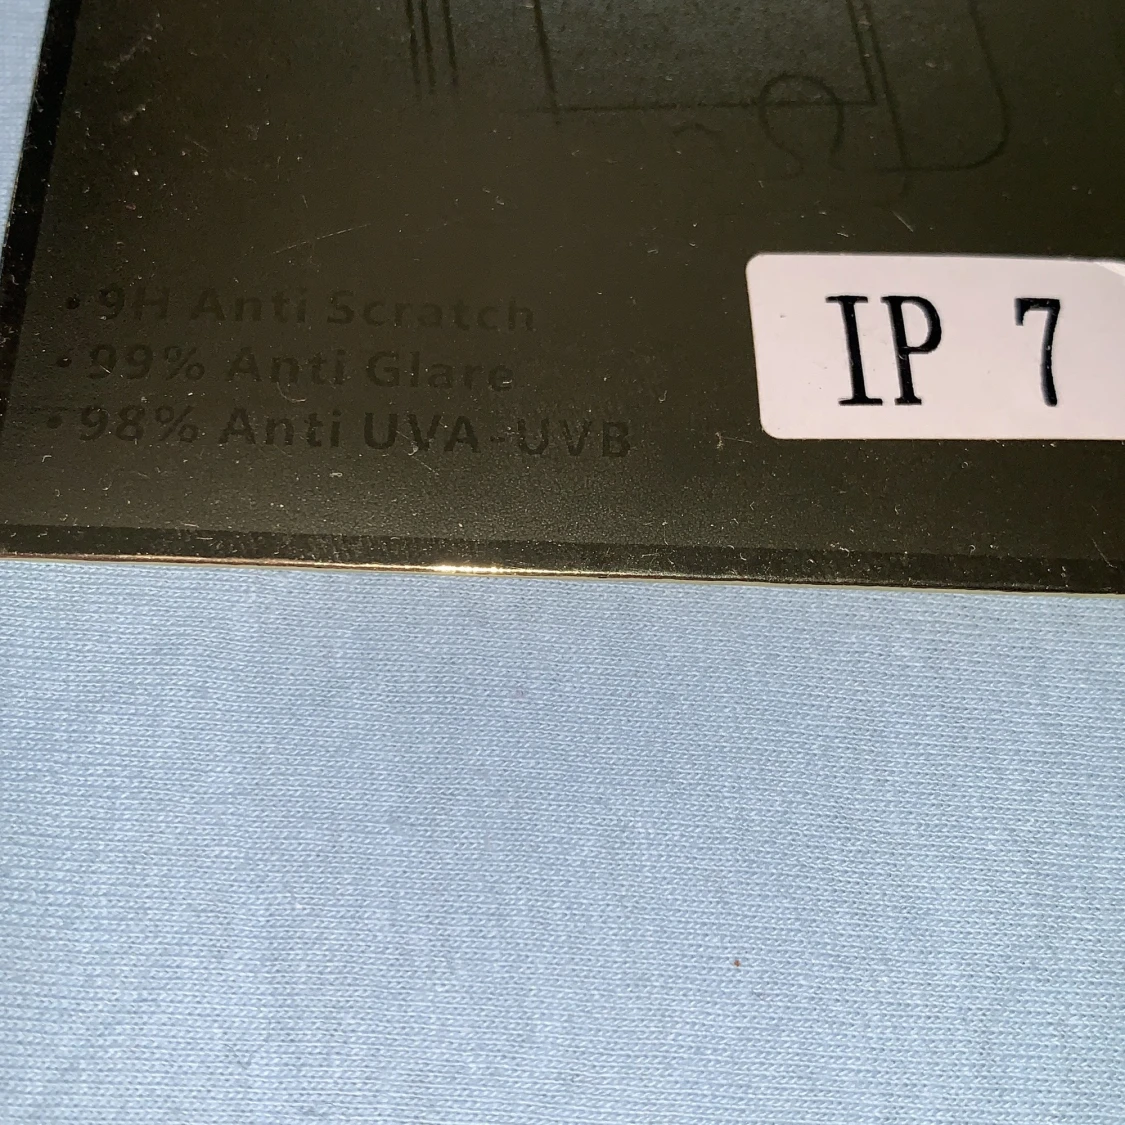 • 9H Anti Scratch
• 99% Anti Glare
• 98% Anti UVA-UVB
IP 7